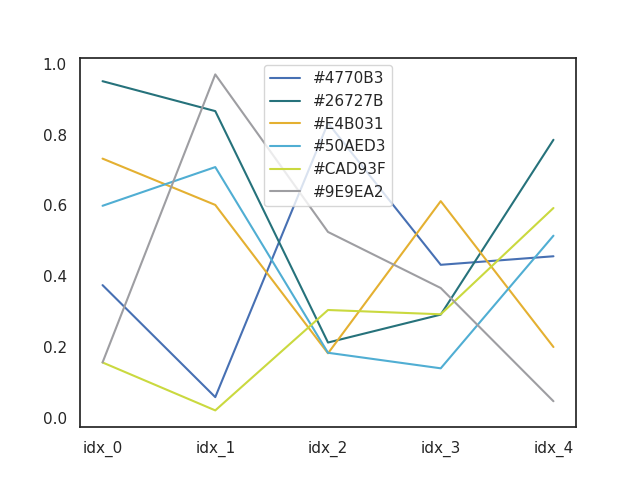 1.0
0.8
0.6
0.4
0.2
0.0
idx_0
idx_1
idx_2
idx_3
idx_4
#4770B3
#26727B
#E4B031
#50AED3
#CAD93F
#9E9EA2